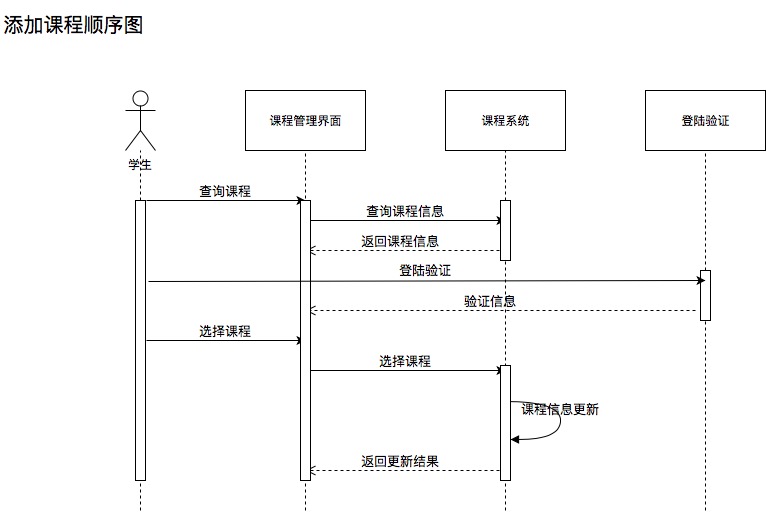 添加课程顺序图
课程管理界面
课程系统
登陆验证
学生
查询课程
查询课程信息
返回课程信息
登陆验证
验证信息
选择课程
选择课程
课程信息更新
返回更新结果